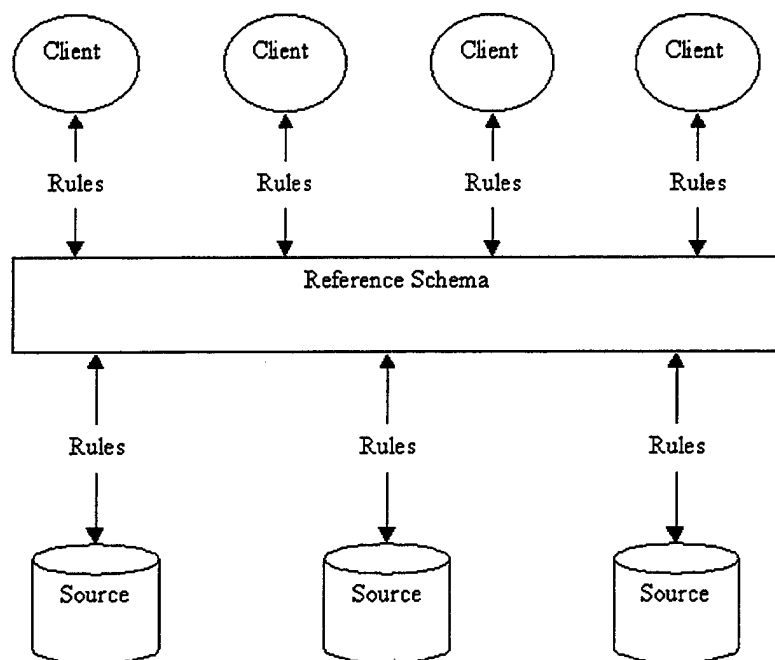 Client Client Client Client
Rules Rules Rules Rules
Reference Schema
Rules Rules Rules
Source Source Source